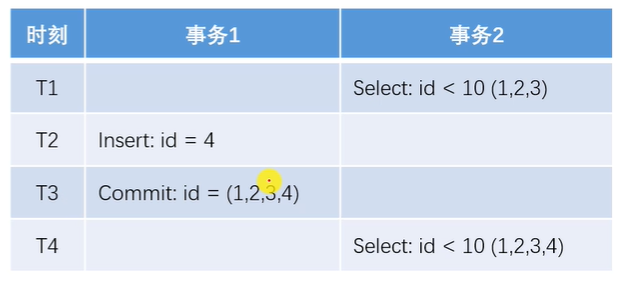 时刻 事务1 事务2
T1 Select: id < 10 (1,2,3)
T2 Insert: id = 4
T3 Commit: id = (1,2,3,4)
T4 Select: id < 10 (1,2,3,4)